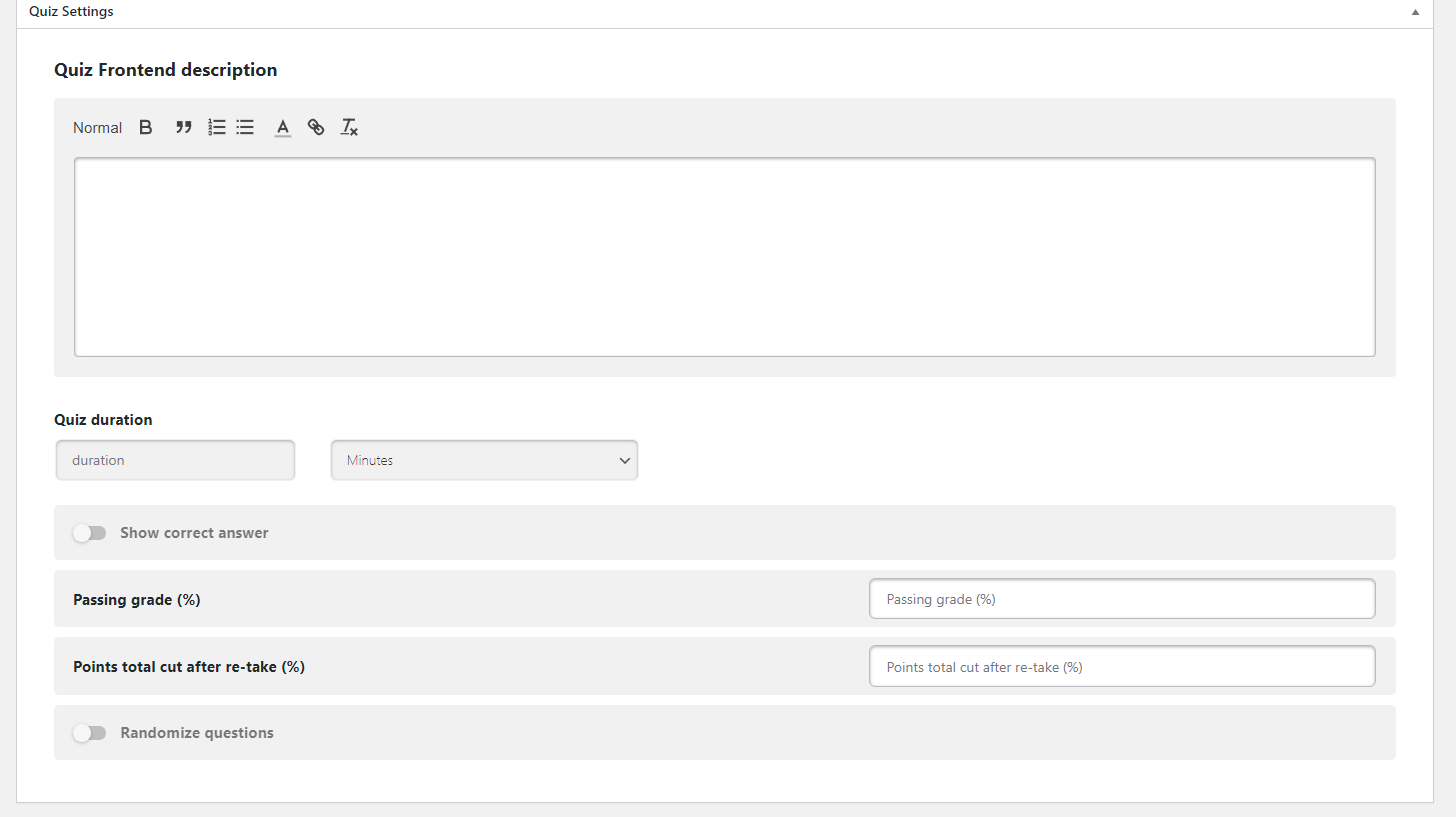 Quiz Settings
Quiz Frontend description
Normal
Quiz duration
duration Minutes
Show correct answer
Passing grade (%) Passing grade (%)
Points total cut after re-take (%) Points total cut after re-take (%)
Randomize questions